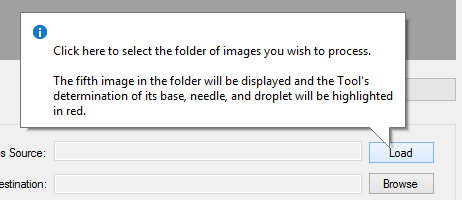 Click here to select the folder of images you wish to process.
The fifth image in the folder will be displayed and the Tool's
determination of its base, needle, and droplet will be highlighted
in red.
Source:
Load
Browse